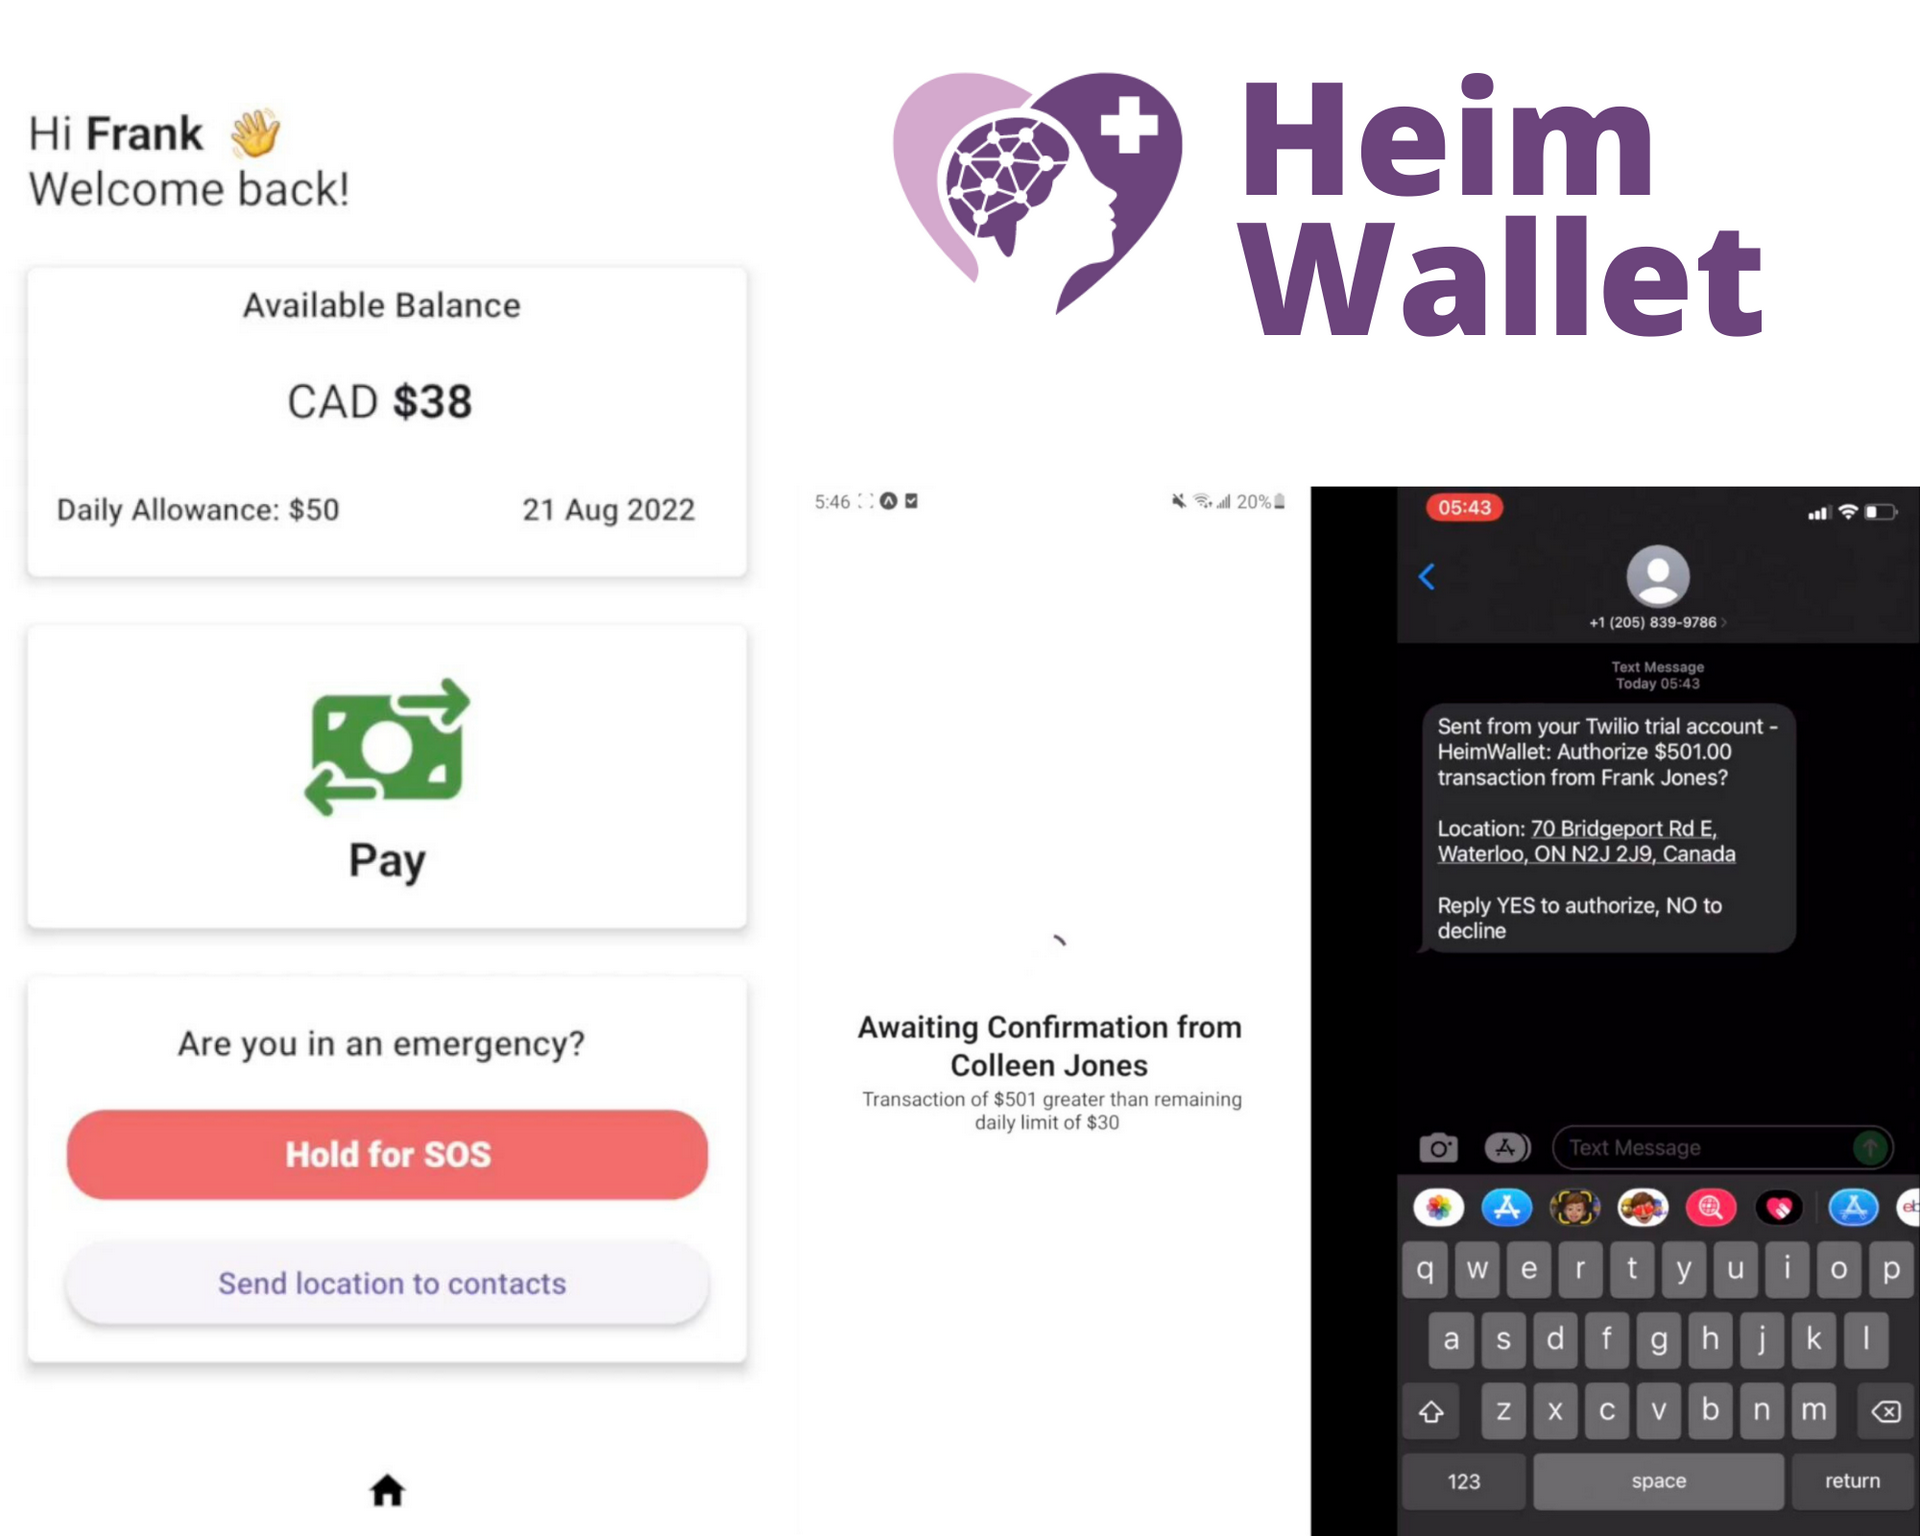 Hi Frank 👋
Welcome back!
Available Balance
CAD $38
Daily Allowance: $50
21 Aug 2022
Pay
Are you in an emergency?
Hold for SOS
Send location to contacts
Heim
Wallet
5:46
20%
Awaiting Confirmation from
Colleen Jones
Transaction of $501 greater than remaining
daily limit of $30
05:43
+1 (205) 839-9786
Text Message
Today 05:43
Sent from your Twilio trial account -
HeimWallet: Authorize $501.00
transaction from Frank Jones?
Location: 70 Bridgeport Rd E,
Waterloo, ON N2J 2J9, Canada
Reply YES to authorize, NO to
decline
Text Message
eb
q w e r t y u i o p
a s d f g h j k l
z x c v b n m
123 space return